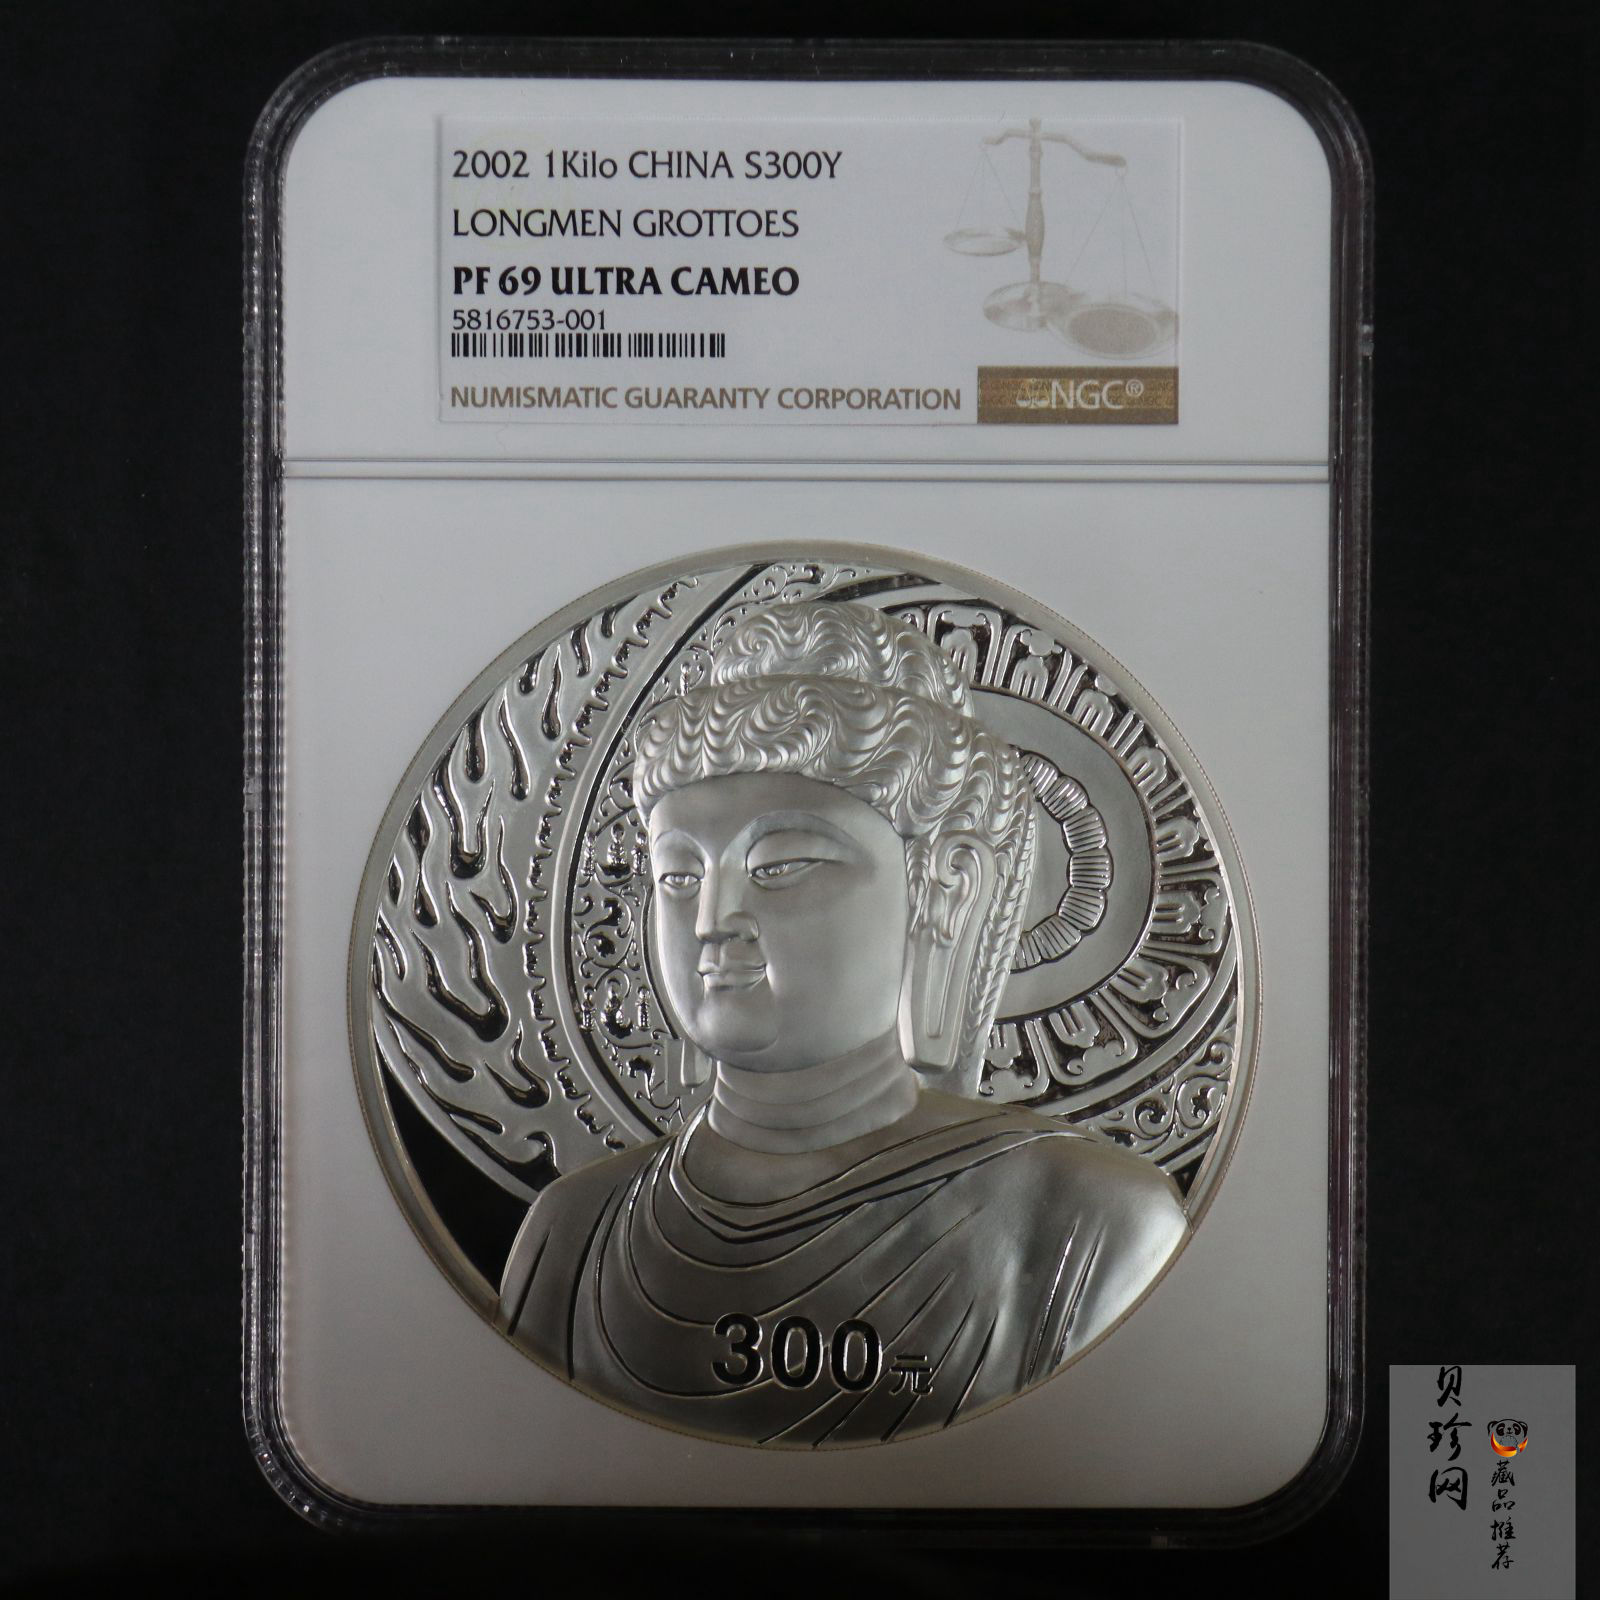 2002 1Kilo CHINA S300Y
LONGMEN GROTTOES
PF 69 ULTRA CAMEO
5816753-001
NUMISMATIC GUARANTY CORPORATION
NGC®
300元
贝珍网
藏品推荐